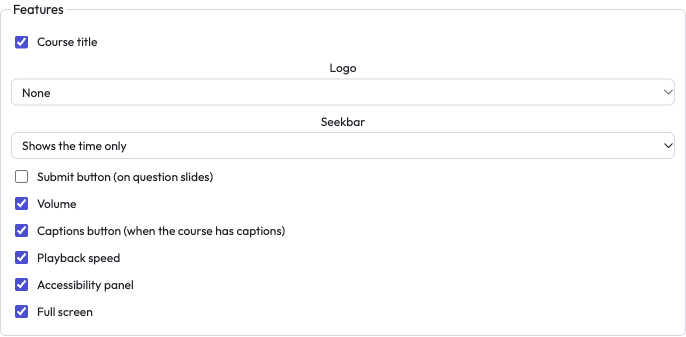 Features
Course title
Logo
None
Seekbar
Shows the time only
Submit button (on question slides)
Volume
Captions button (when the course has captions)
Playback speed
Accessibility panel
Full screen